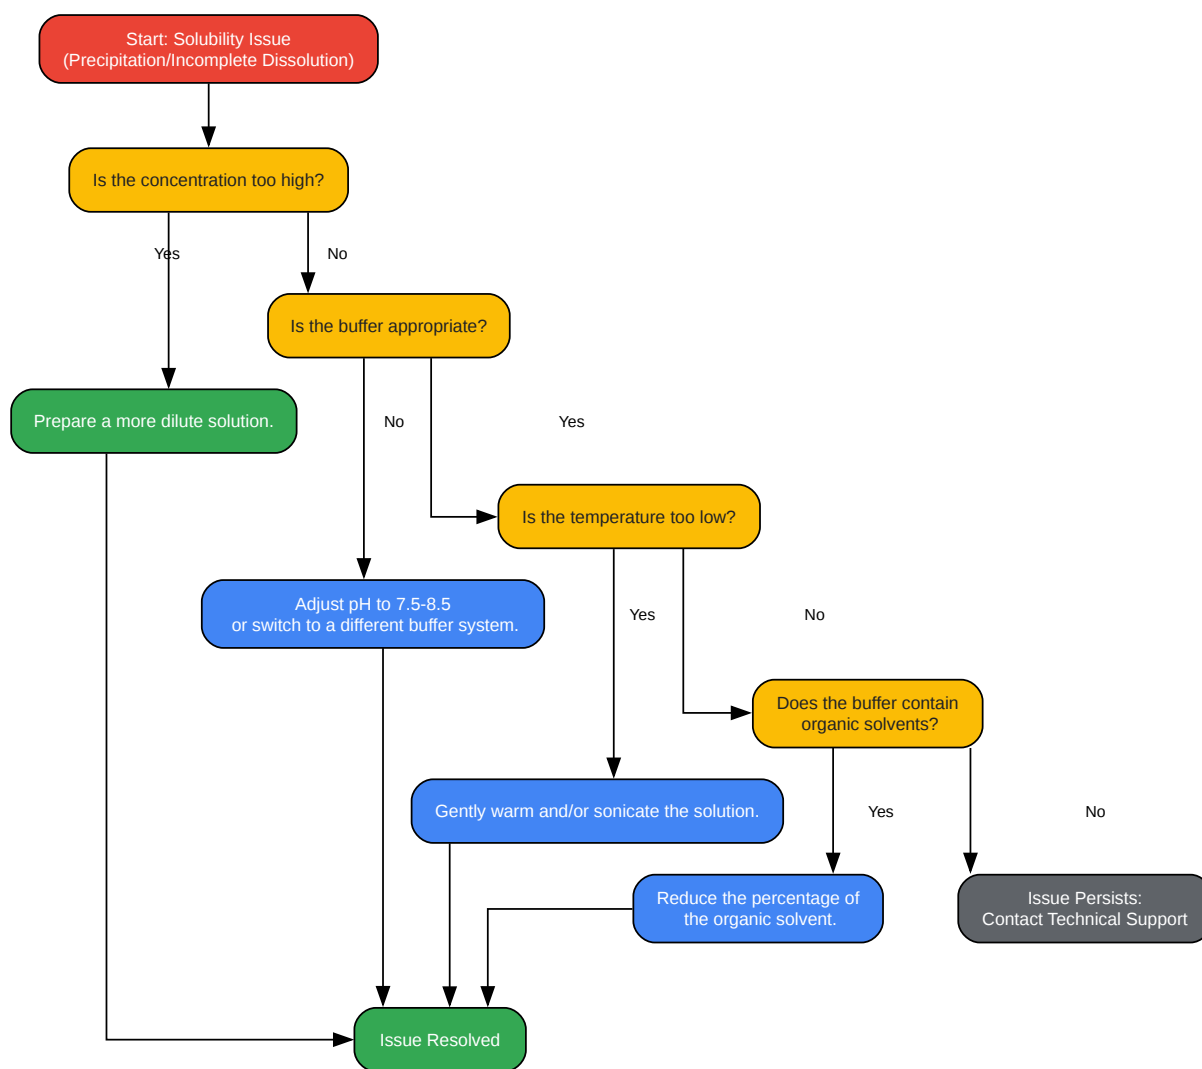 Start: Solubility Issue
(Precipitation/Incomplete Dissolution)
Is the concentration too high?
Yes
No
Is the buffer appropriate?
Prepare a more dilute solution.
No
Yes
Is the temperature too low?
Adjust pH to 7.5-8.5
or switch to a different buffer system.
Yes
No
Does the buffer contain
organic solvents?
Gently warm and/or sonicate the solution.
Yes
No
Reduce the percentage of
the organic solvent.
Issue Persists:
Contact Technical Support
Issue Resolved